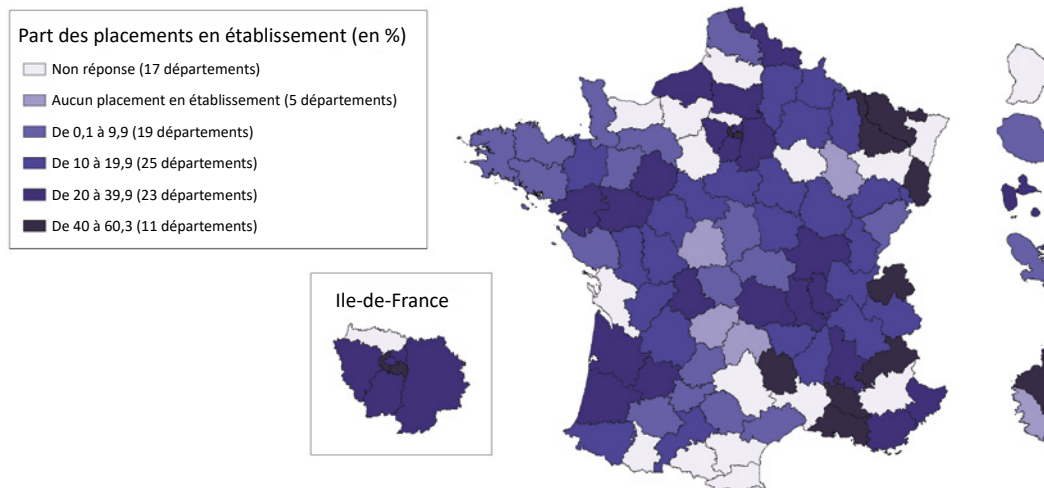 Part des placements en établissement (en %)
Non réponse (17 départements)
Aucun placement en établissement (5 départements)
De 0,1 à 9,9 (19 départements)
De 10 à 19,9 (25 départements)
De 20 à 39,9 (23 départements)
De 40 à 60,3 (11 départements)
Ile-de-France